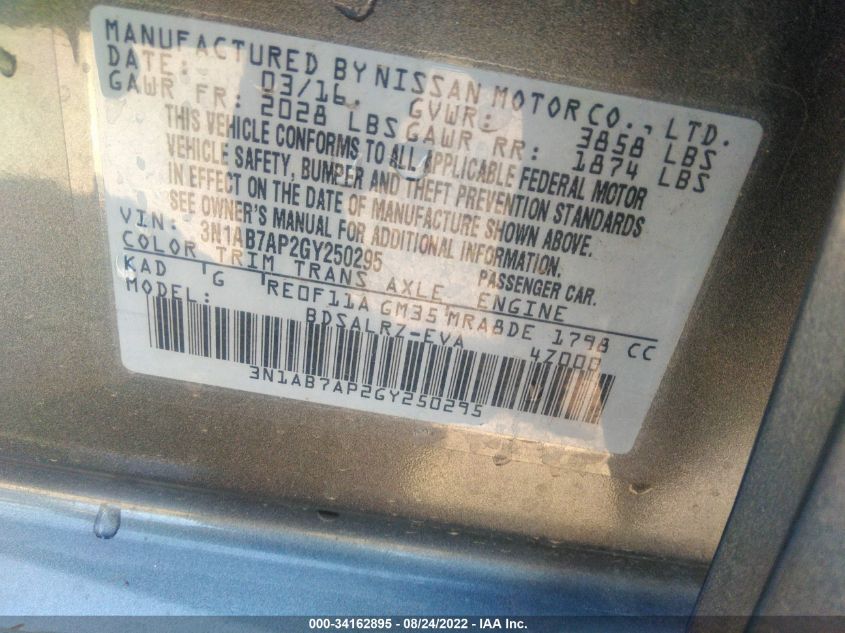 MANUFACTURED BY NISSAN MOTOR CO., LTD.
DATE: 03/16. GVWR: 3858 LBS
GAWR FR: 2028 LBS GAWR RR: 1874 LBS
THIS VEHICLE CONFORMS TO ALL APPLICABLE FEDERAL MOTOR
VEHICLE SAFETY, BUMPER AND THEFT PREVENTION STANDARDS
IN EFFECT ON THE DATE OF MANUFACTURE SHOWN ABOVE.
SEE OWNER'S MANUAL FOR ADDITIONAL INFORMATION.
VIN: 3N1AB7AP2GY250295 PASSENGER CAR.
COLOR TRIM TRANS AXLE ENGINE
KAD G RE0F11A GM35 MRA8DE 1798 CC
MODEL: BDSALRZ-EVA 4Z000
3N1AB7AP2GY250295
000-34162895 - 08/24/2022 - IAA Inc.